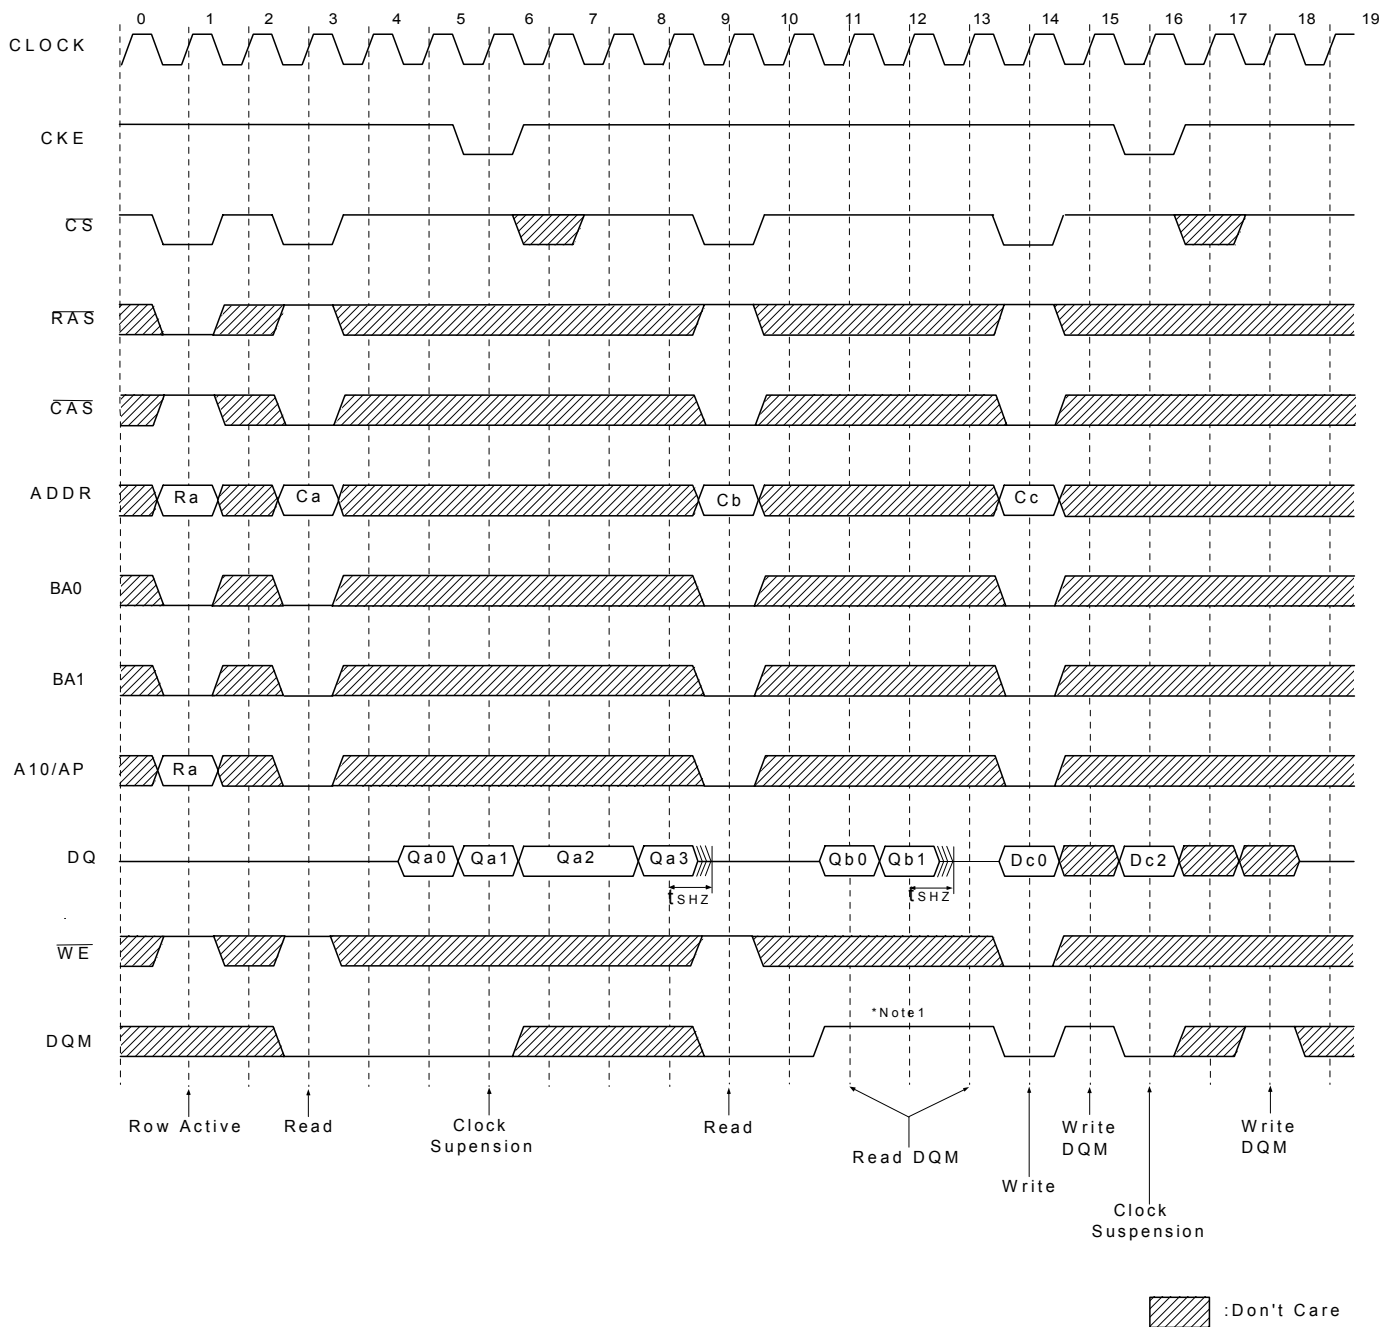 0 1 2 3 4 5 6 7 8 9 10 11 12 13 14 15 16 17 18 19
CLOCK
CKE
CS
RAS
CAS
ADDR Ra Ca Cb Cc
BA0
BA1
A10/AP Ra
DQ Qa0 Qa1 Qa2 Qa3 Qb0 Qb1 Dc0 Dc2
tSHZ tSHZ
WE
*Note1
DQM
Row Active Read Clock Read Write Write
Supension DQM DQM
Read DQM
Write
Clock
Suspension
:Don't Care